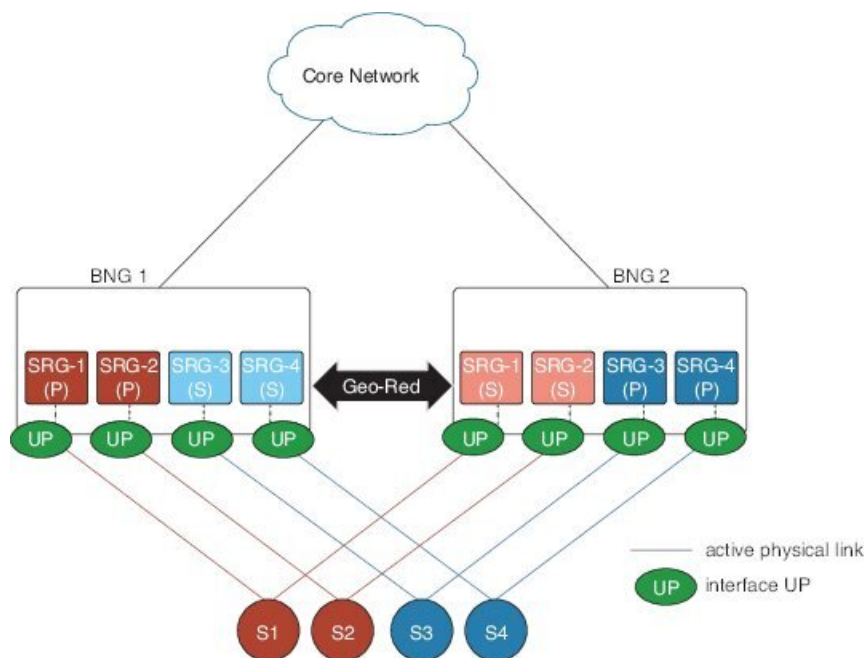 Core Network
BNG 1
BNG 2
SRG-1
(P)
SRG-2
(P)
SRG-3
(S)
SRG-4
(S)
Geo-Red
SRG-1
(S)
SRG-2
(S)
SRG-3
(P)
SRG-4
(P)
UP
UP
UP
UP
UP
UP
UP
UP
active physical link
UP interface UP
S1
S2
S3
S4